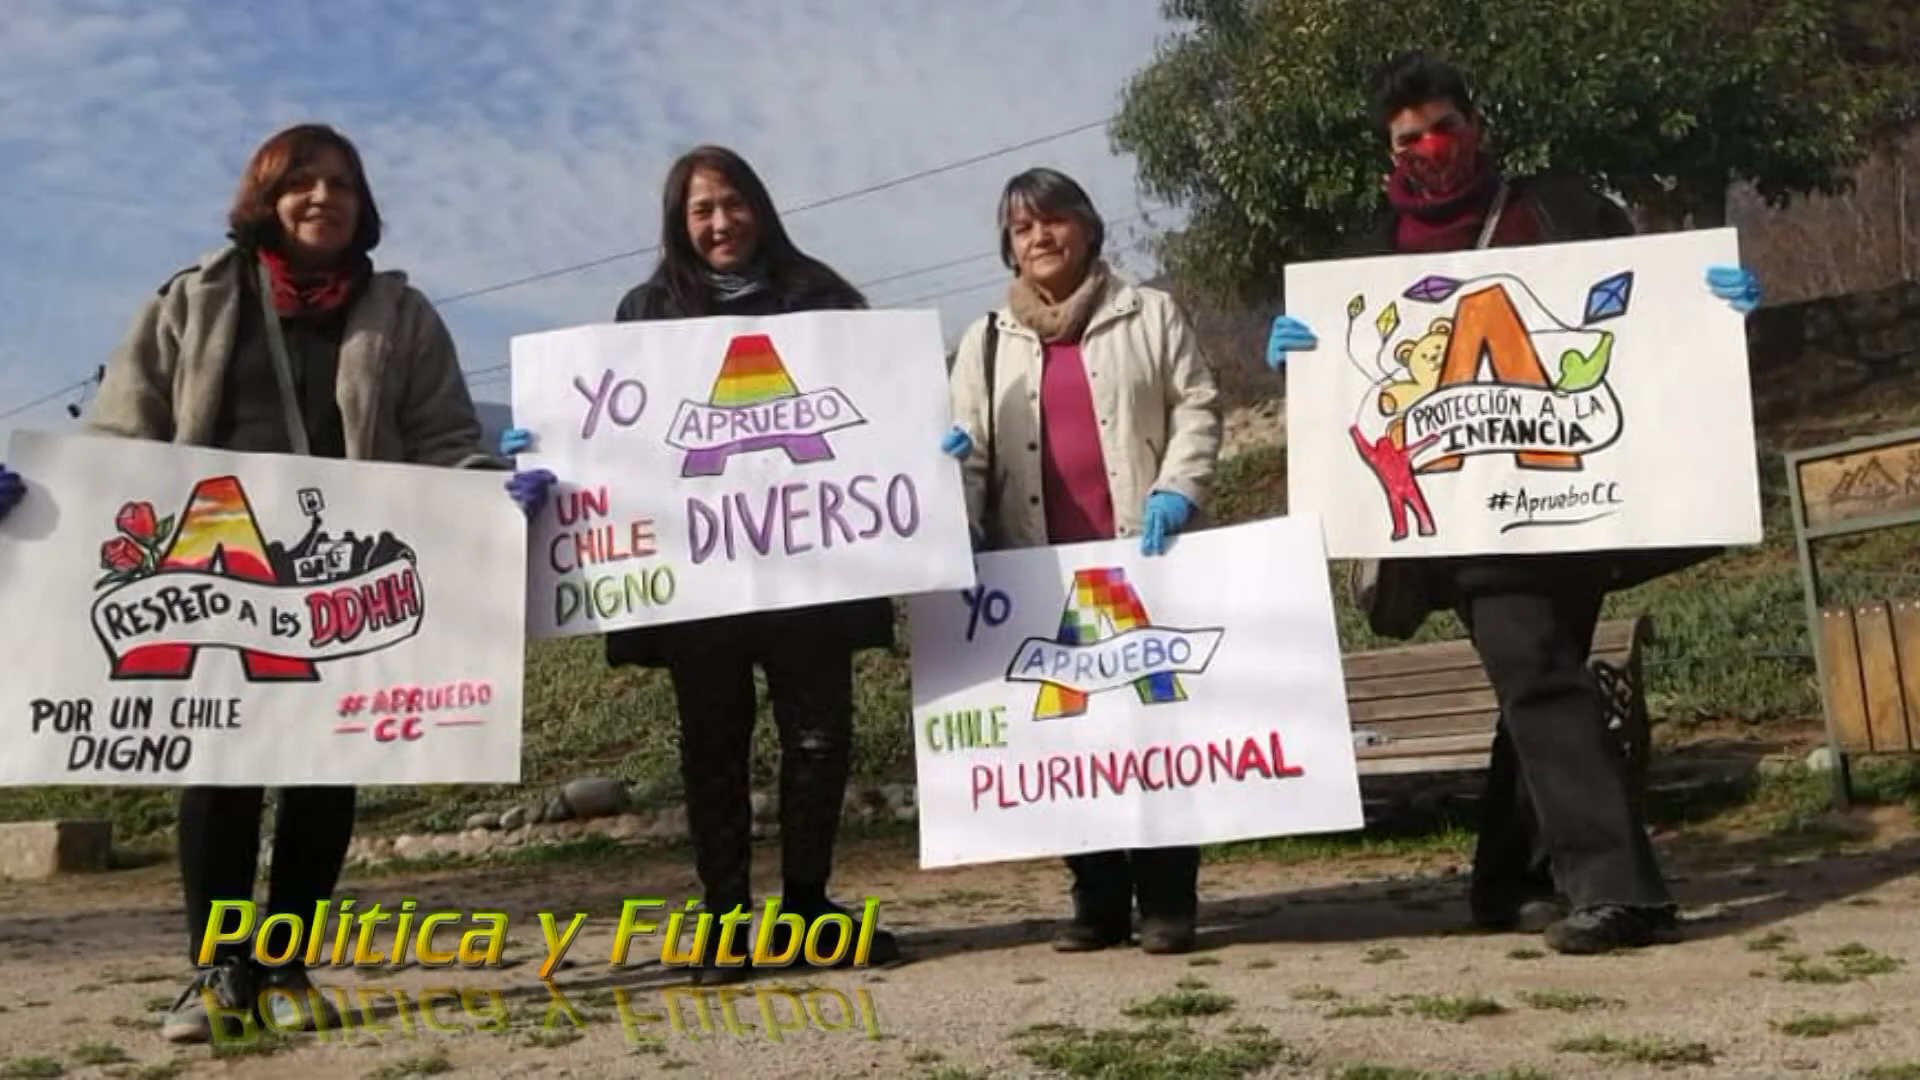 RESPETO A LOS DDHH
POR UN CHILE
DIGNO
#APRUEBO
CC
YO
APRUEBO
UN
CHILE
DIGNO
DIVERSO
YO
APRUEBO
CHILE
PLURINACIONAL
PROTECCIÓN A LA
INFANCIA
#AprueboCC
Política y Fútbol